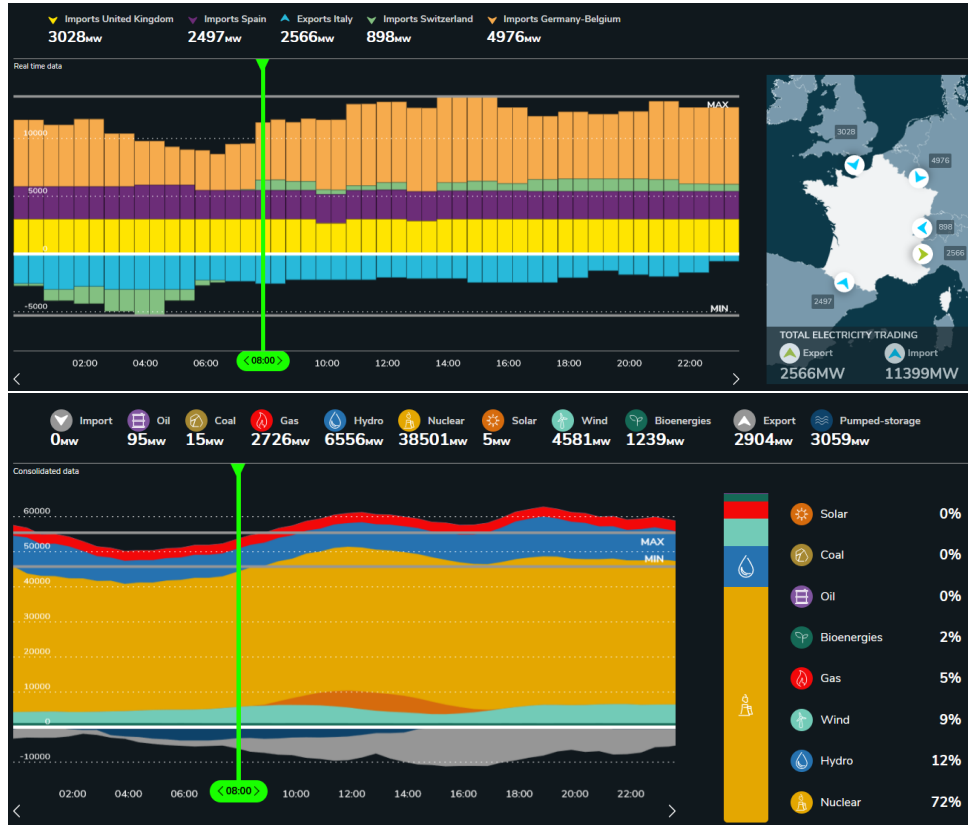 Imports United Kingdom Imports Spain Exports Italy Imports Switzerland Imports Germany-Belgium
3028MW 2497MW 2566MW 898MW 4976MW
Real time data
MAX
10000
5000
0
-5000
MIN
02:00 04:00 06:00 <08:00> 10:00 12:00 14:00 16:00 18:00 20:00 22:00
3028
4976
898
2566
2497
TOTAL ELECTRICITY TRADING
Export Import
2566MW 11399MW
Import Oil Coal Gas Hydro Nuclear Solar Wind Bioenergies Export Pumped-storage
0MW 95MW 15MW 2726MW 6556MW 38501MW 5MW 4581MW 1239MW 2904MW 3059MW
Consolidated data
60000
MAX
50000
MIN
40000
30000
20000
10000
0
-10000
02:00 04:00 06:00 <08:00> 10:00 12:00 14:00 16:00 18:00 20:00 22:00
Solar 0%
Coal 0%
Oil 0%
Bioenergies 2%
Gas 5%
Wind 9%
Hydro 12%
Nuclear 72%